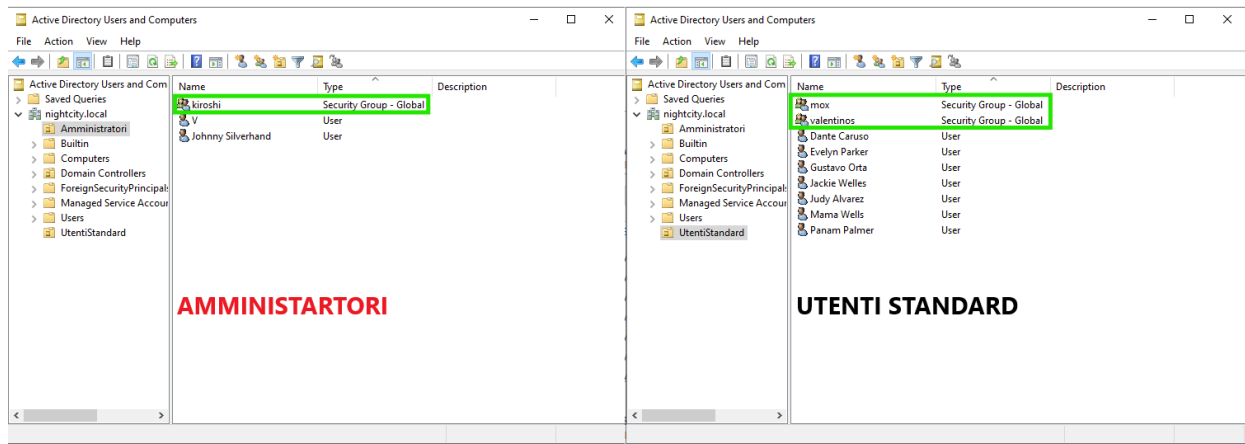 Active Directory Users and Computers
File Action View Help
Active Directory Users and Com
Saved Queries
nightcity.local
Amministratori
Builtin
Computers
Domain Controllers
ForeignSecurityPrincipals
Managed Service Accour
Users
UtentiStandard
Name Type Description
kiroshi Security Group - Global
V User
Johnny Silverhand User
AMMINISTARTORI
Active Directory Users and Computers
File Action View Help
Active Directory Users and Com
Saved Queries
nightcity.local
Amministratori
Builtin
Computers
Domain Controllers
ForeignSecurityPrincipals
Managed Service Accour
Users
UtentiStandard
Name Type Description
mox Security Group - Global
valentinos Security Group - Global
Dante Caruso User
Evelyn Parker User
Gustavo Orta User
Jackie Welles User
Judy Alvarez User
Mama Wells User
Panam Palmer User
UTENTI STANDARD